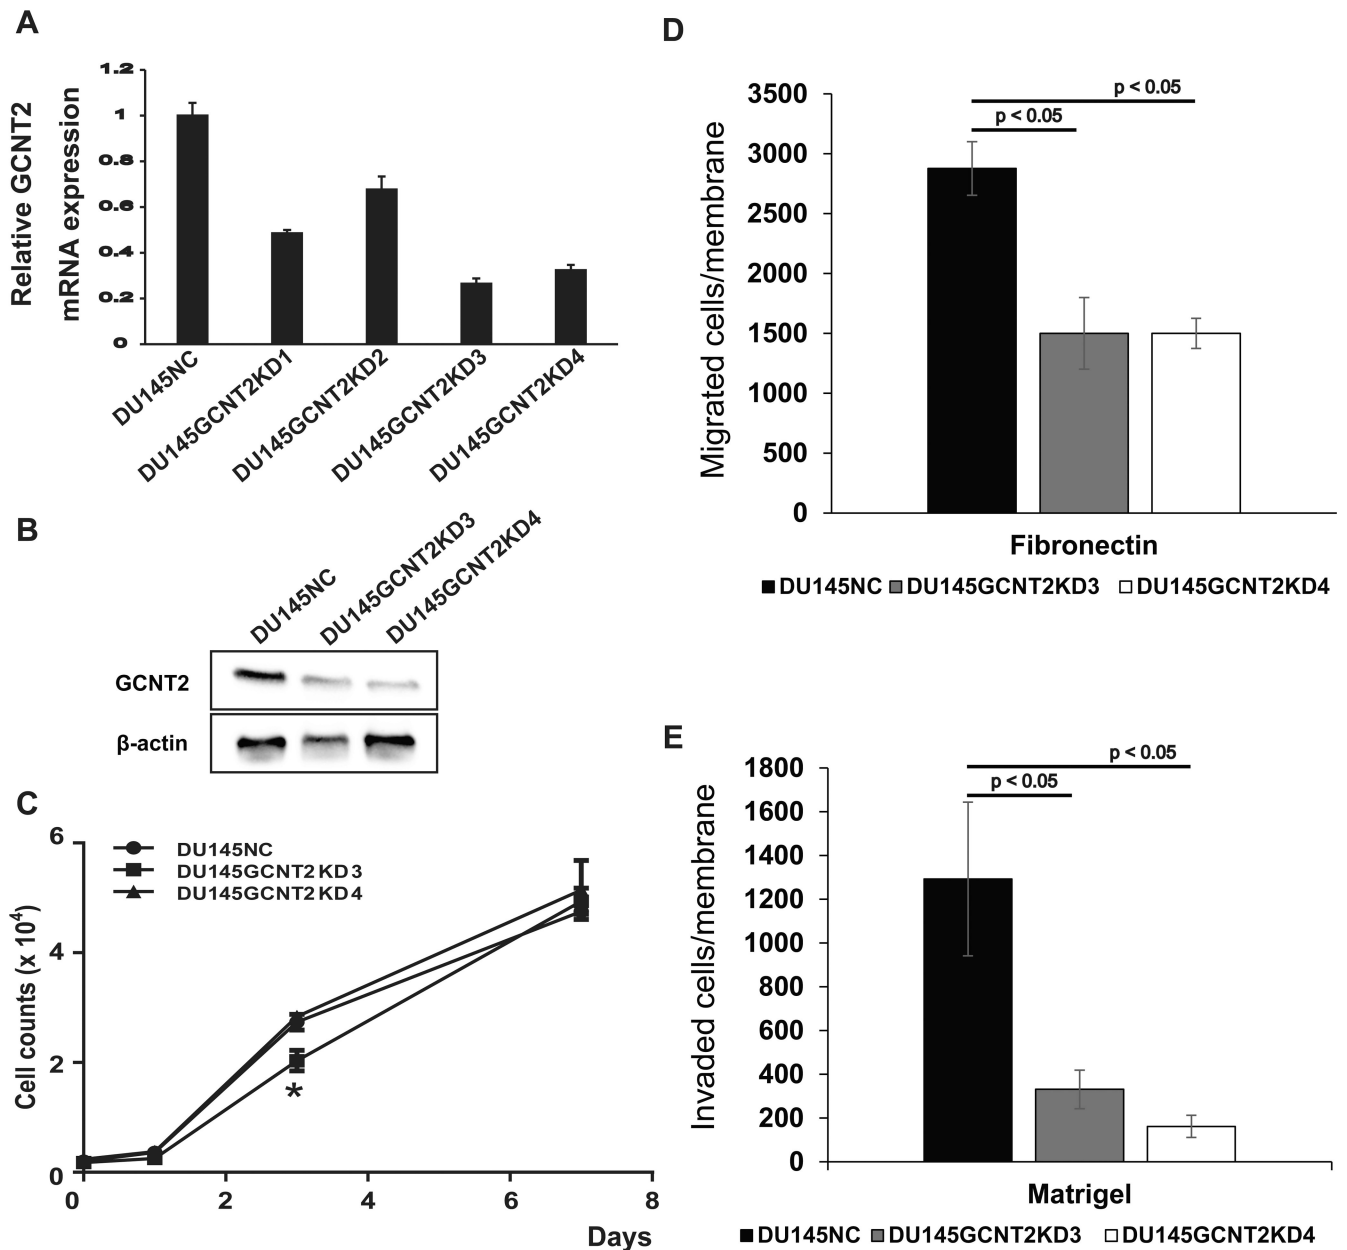 A
Relative GCNT2
mRNA expression
1.2
1
0.8
0.6
0.4
0.2
0
DU145NC
DU145GCNT2KD1
DU145GCNT2KD2
DU145GCNT2KD3
DU145GCNT2KD4
B
DU145NC
DU145GCNT2KD3
DU145GCNT2KD4
GCNT2
β-actin
C
Cell counts (x 10⁴)
6
4
2
0
DU145NC
DU145GCNT2KD3
DU145GCNT2KD4
*
0 2 4 6 8
Days
D
Migrated cells/membrane
3500
3000
2500
2000
1500
1000
500
0
p < 0.05
p < 0.05
Fibronectin
DU145NC DU145GCNT2KD3 DU145GCNT2KD4
E
Invaded cells/membrane
1800
1600
1400
1200
1000
800
600
400
200
0
p < 0.05
p < 0.05
Matrigel
DU145NC DU145GCNT2KD3 DU145GCNT2KD4